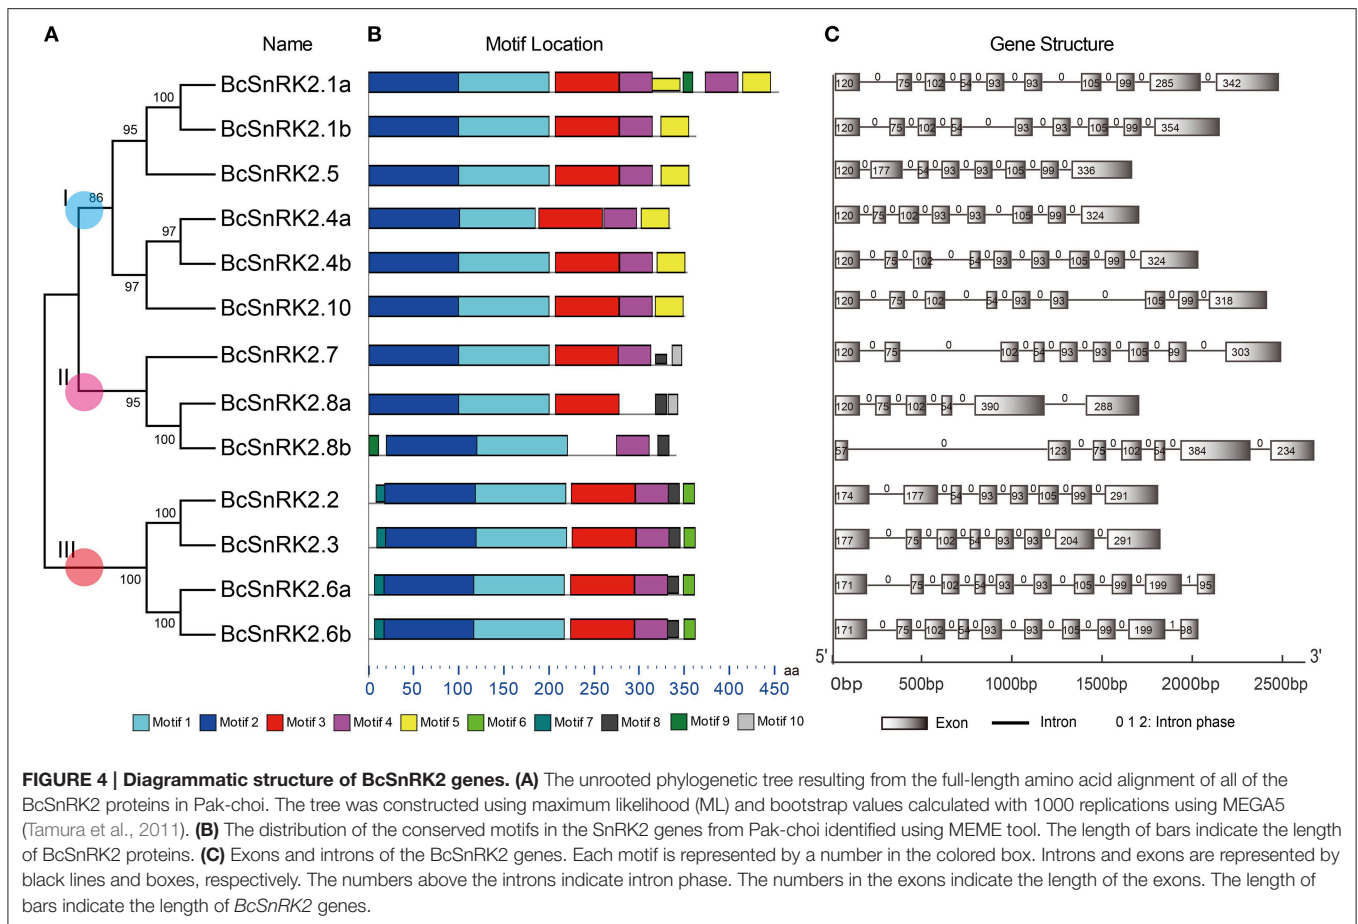 A
Name
B
Motif Location
C
Gene Structure
BcSnRK2.1a
BcSnRK2.1b
BcSnRK2.5
BcSnRK2.4a
BcSnRK2.4b
BcSnRK2.10
BcSnRK2.7
BcSnRK2.8a
BcSnRK2.8b
BcSnRK2.2
BcSnRK2.3
BcSnRK2.6a
BcSnRK2.6b
100
95
I
86
97
97
II
95
100
100
III
100
100
0 0 0 0 0 0 0 0 0
120 75 102 54 93 93 105 99 285 342
0 0 0 0 0 0 0 0
120 75 102 54 93 93 105 99 354
0 0 0 0 0 0 0
120 177 54 93 93 105 99 336
0 0 0 0 0 0 0
120 75 102 93 93 105 99 324
0 0 0 0 0 0 0 0
120 75 102 54 93 93 105 99 324
0 0 0 0 0 0 0 0
120 75 102 54 93 93 105 99 318
0 0 0 0 0 0 0 0
120 75 102 54 93 93 105 99 303
0 0 0 0 0
120 75 102 54 390 288
0 0 0 0 0 0
57 123 75 102 54 384 234
0 0 0 0 0 0 0
174 177 54 93 93 105 99 291
0 0 0 0 0 0 0
177 75 102 54 93 93 204 291
0 0 0 0 0 0 0 0 1
171 75 102 54 93 93 105 99 199 95
0 0 0 0 0 0 0 0 1
171 75 102 54 93 93 105 99 199 98
aa
0 50 100 150 200 250 300 350 400 450
5' 3'
0bp 500bp 1000bp 1500bp 2000bp 2500bp
Motif 1 Motif 2 Motif 3 Motif 4 Motif 5 Motif 6 Motif 7 Motif 8 Motif 9 Motif 10
Exon Intron 0 1 2: Intron phase
FIGURE 4 | Diagrammatic structure of BcSnRK2 genes. (A) The unrooted phylogenetic tree resulting from the full-length amino acid alignment of all of the
BcSnRK2 proteins in Pak-choi. The tree was constructed using maximum likelihood (ML) and bootstrap values calculated with 1000 replications using MEGA5
(Tamura et al., 2011). (B) The distribution of the conserved motifs in the SnRK2 genes from Pak-choi identified using MEME tool. The length of bars indicate the length
of BcSnRK2 proteins. (C) Exons and introns of the BcSnRK2 genes. Each motif is represented by a number in the colored box. Introns and exons are represented by
black lines and boxes, respectively. The numbers above the introns indicate intron phase. The numbers in the exons indicate the length of the exons. The length of
bars indicate the length of BcSnRK2 genes.